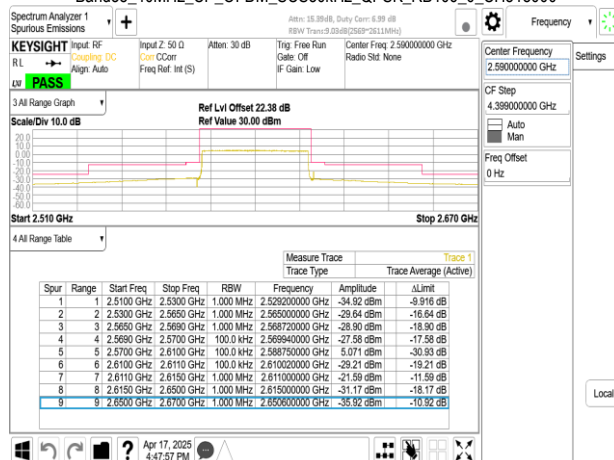 Spectrum Analyzer 1
Spurious Emissions
Attn: 15.39dB, Duty Corr: 6.99 dB
RBW Trans:9.03dB(2569~2611MHz)
Frequency
KEYSIGHT
Input: RF
Input Z: 50 Ω
Atten: 30 dB
Trig: Free Run
Center Freq: 2.590000000 GHz
RL
Coupling: DC
Corr CCorr
Gate: Off
Radio Std: None
Align: Auto
Freq Ref: Int (S)
IF Gain: Low
LXI
PASS
Center Frequency
2.590000000 GHz
Settings
CF Step
4.399000000 GHz
Auto
Man
Freq Offset
0 Hz
3 All Range Graph
Ref Lvl Offset 22.38 dB
Scale/Div 10.0 dB
Ref Value 30.00 dBm
20.0
10.0
0.00
-10.0
-20.0
-30.0
-40.0
-50.0
-60.0
Start 2.510 GHz
Stop 2.670 GHz
4 All Range Table
Measure Trace Trace 1
Trace Type Trace Average (Active)
Spur Range Start Freq Stop Freq RBW Frequency Amplitude ΔLimit
1 1 2.5100 GHz 2.5300 GHz 1.000 MHz 2.529200000 GHz -34.92 dBm -9.916 dB
2 2 2.5300 GHz 2.5650 GHz 1.000 MHz 2.565000000 GHz -29.64 dBm -16.64 dB
3 3 2.5650 GHz 2.5690 GHz 1.000 MHz 2.568720000 GHz -28.90 dBm -18.90 dB
4 4 2.5690 GHz 2.5700 GHz 100.0 kHz 2.569940000 GHz -27.58 dBm -17.58 dB
5 5 2.5700 GHz 2.6100 GHz 100.0 kHz 2.588750000 GHz 5.071 dBm -30.93 dB
6 6 2.6100 GHz 2.6110 GHz 100.0 kHz 2.610020000 GHz -29.21 dBm -19.21 dB
7 7 2.6110 GHz 2.6150 GHz 1.000 MHz 2.611000000 GHz -21.59 dBm -11.59 dB
8 8 2.6150 GHz 2.6500 GHz 1.000 MHz 2.615000000 GHz -31.17 dBm -18.17 dB
9 9 2.6500 GHz 2.6700 GHz 1.000 MHz 2.650600000 GHz -35.92 dBm -10.92 dB
Local
Apr 17, 2025
4:47:57 PM